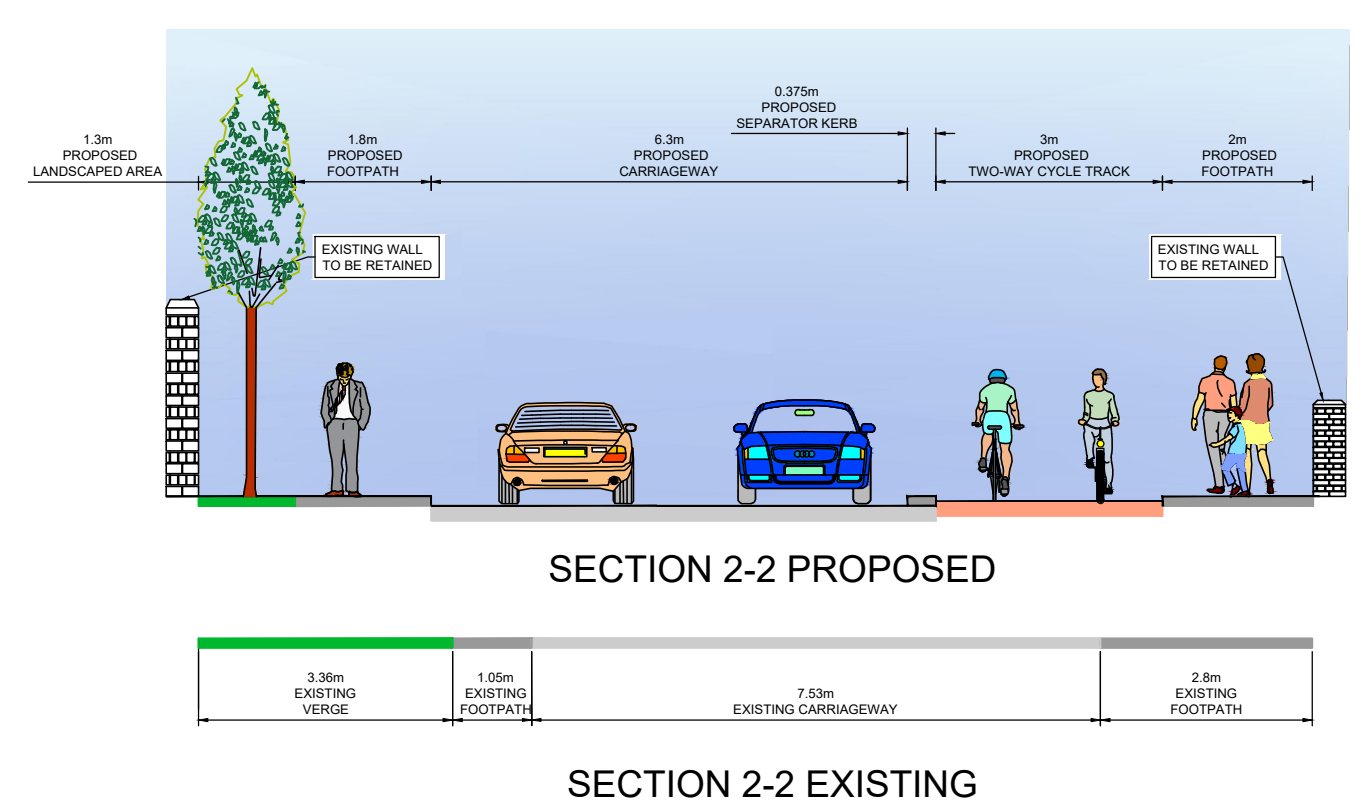 0.375m
PROPOSED
SEPARATOR KERB
1.3m
PROPOSED
LANDSCAPED AREA
1.8m
PROPOSED
FOOTPATH
6.3m
PROPOSED
CARRIAGEWAY
3m
PROPOSED
TWO-WAY CYCLE TRACK
2m
PROPOSED
FOOTPATH
EXISTING WALL
TO BE RETAINED
EXISTING WALL
TO BE RETAINED
SECTION 2-2 PROPOSED
3.36m
EXISTING
VERGE
1.05m
EXISTING
FOOTPATH
7.53m
EXISTING CARRIAGEWAY
2.8m
EXISTING
FOOTPATH
SECTION 2-2 EXISTING